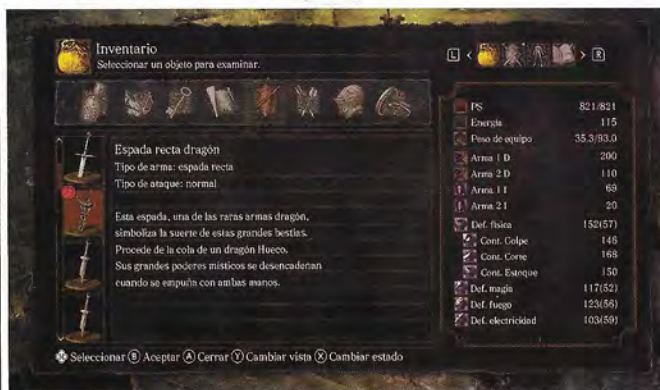 Inventario
Seleccionar un objeto para examinar.
L < > R
Espada recta dragón
Tipo de arma: espada recta
Tipo de ataque: normal
Esta espada, una de las raras armas dragón,
simboliza la suerte de estas grandes bestias.
Procede de la cola de un dragón Hueco.
Sus grandes poderes místicos se desencadenan
cuando se empuña con ambas manos.
PS 821/821
Energía 115
Peso de equipo 35.3/93.0
Arma 1 D 200
Arma 2 D 110
Arma 1 I 69
Arma 2 I 20
Def. física 152(57)
Cont. Golpe 146
Cont. Corte 168
Cont. Estoque 150
Def. magia 117(52)
Def. fuego 123(56)
Def. electricidad 103(59)
Seleccionar B Aceptar A Cerrar Y Cambiar vista X Cambiar estado